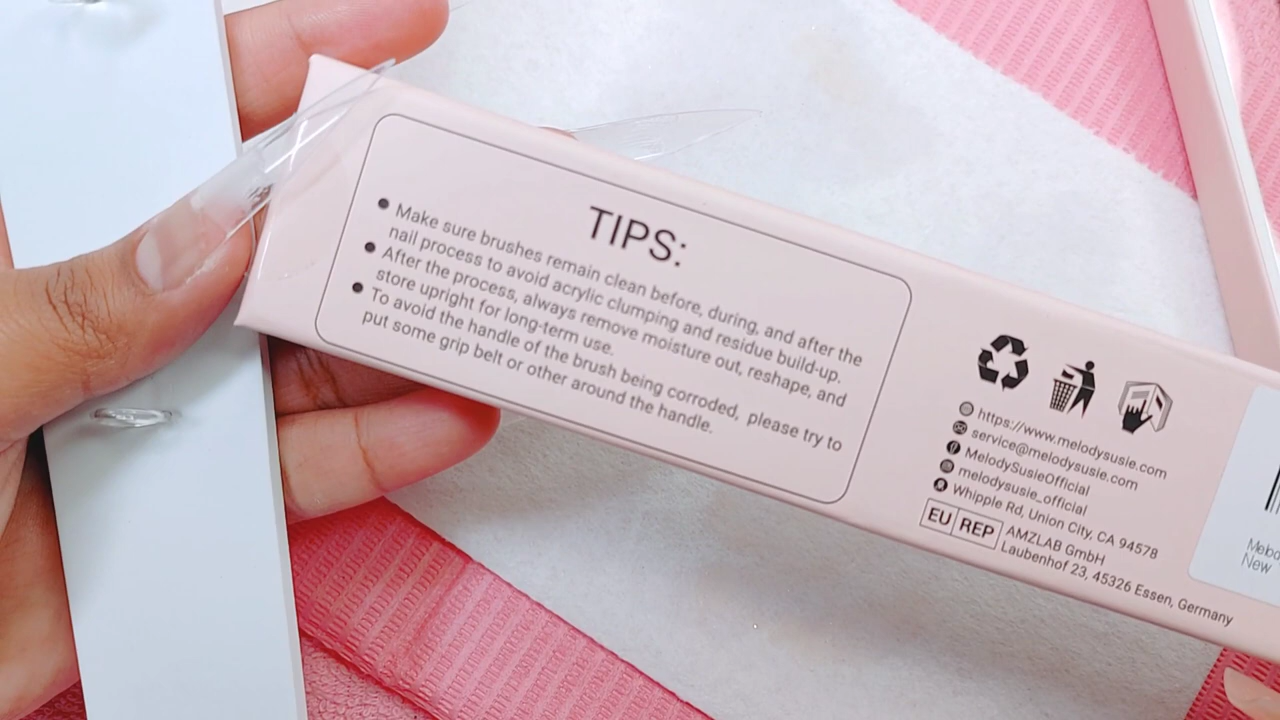 TIPS:
Make sure brushes remain clean before, during, and after the
nail process to avoid acrylic clumping and residue build-up.
After the process, always remove moisture out, reshape, and
store upright for long-term use.
To avoid the handle of the brush being corroded, please try to
put some grip belt or other around the handle.
https://www.melodysusie.com
service@melodysusie.com
MelodySusieOfficial
melodysusie_official
Whipple Rd, Union City, CA 94578
EU REP
AMZLAB GmbH
Laubenhof 23, 45326 Essen, Germany
New